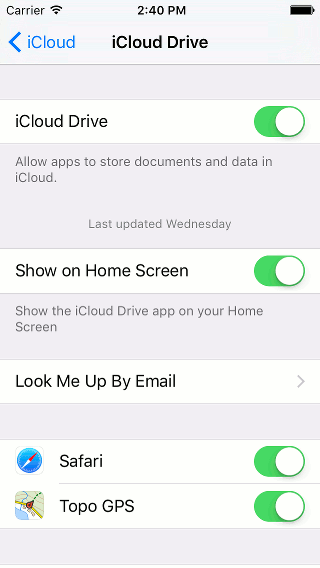 Carrier 2:40 PM
iCloud iCloud Drive
iCloud Drive
Allow apps to store documents and data in
iCloud.
Last updated Wednesday
Show on Home Screen
Show the iCloud Drive app on your Home
Screen
Look Me Up By Email
Safari
Topo GPS